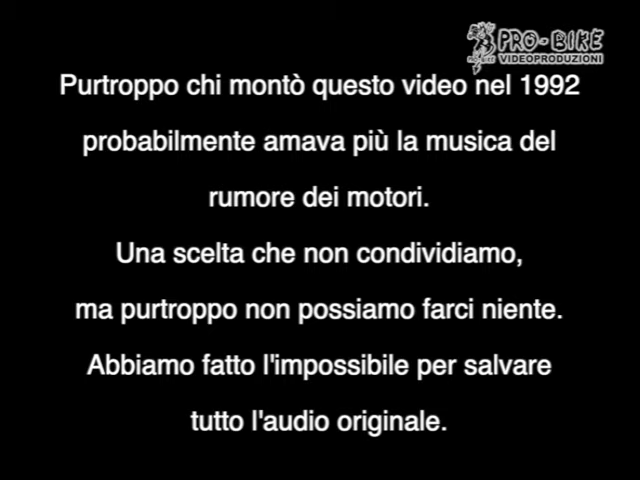 PRO-BIKE
VIDEOPRODUZIONI
Purtroppo chi montò questo video nel 1992
probabilmente amava più la musica del
rumore dei motori.
Una scelta che non condividiamo,
ma purtroppo non possiamo farci niente.
Abbiamo fatto l'impossibile per salvare
tutto l'audio originale.